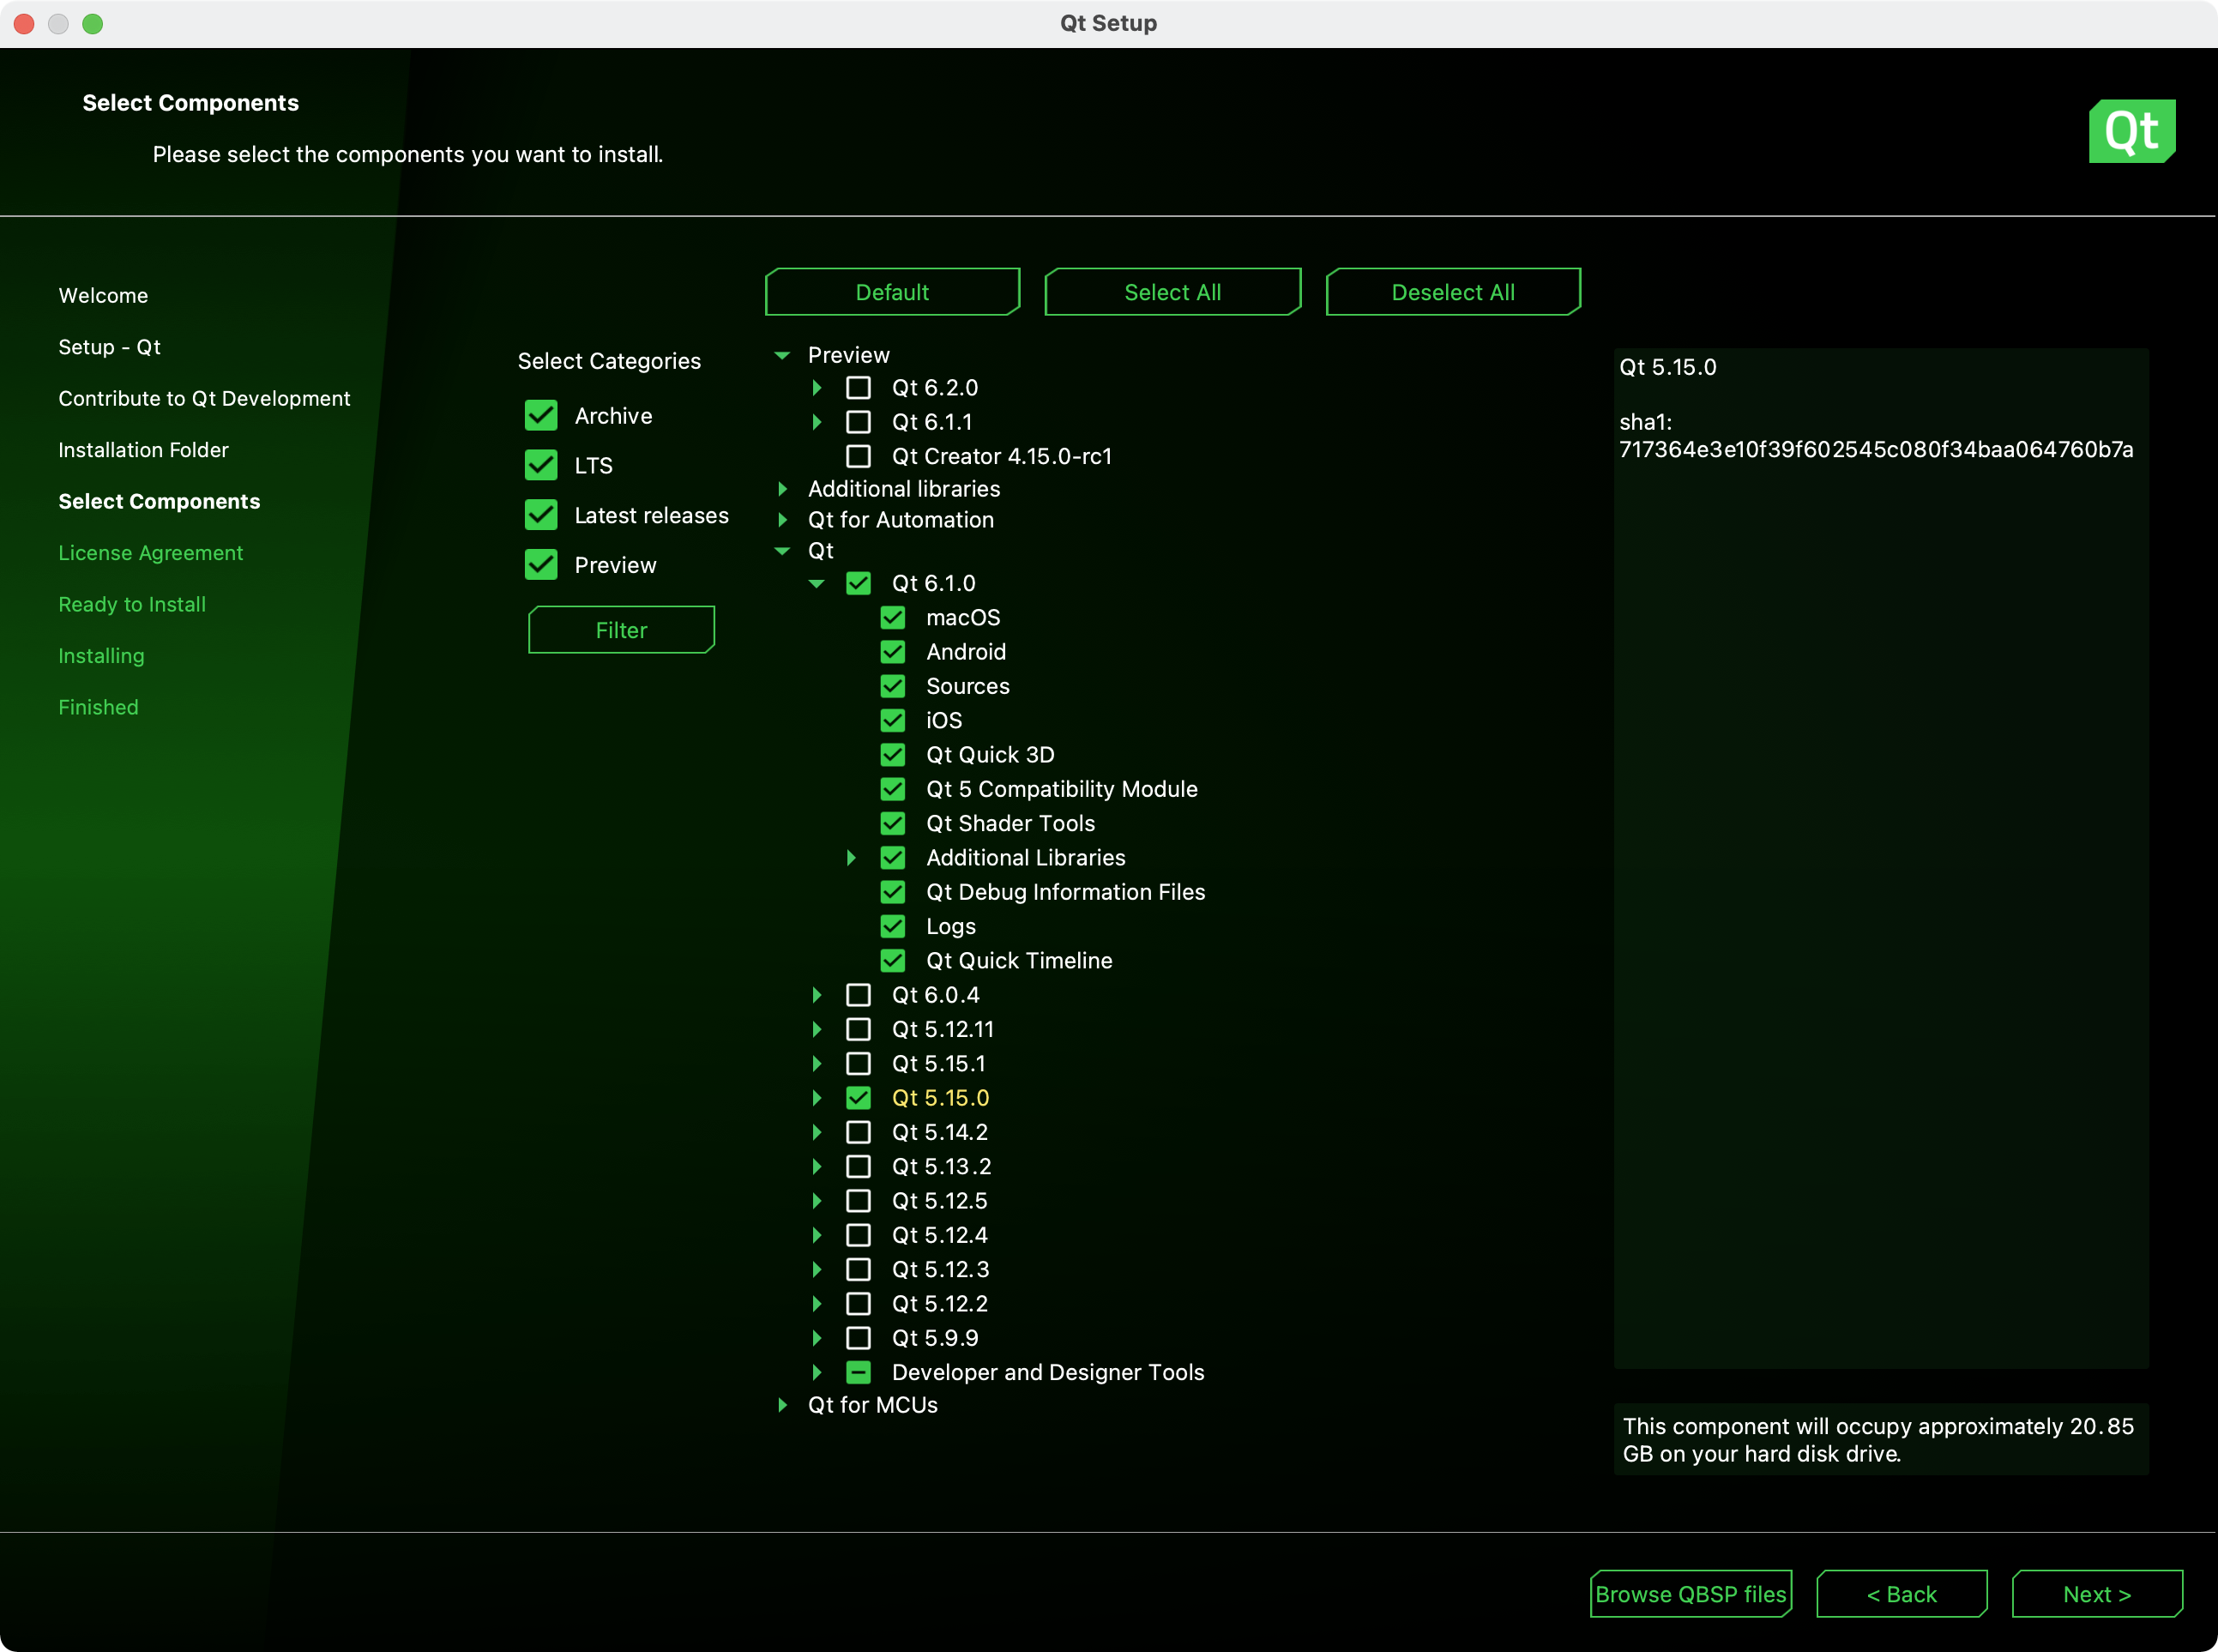 Qt Setup
Select Components
Please select the components you want to install.
Qt
Welcome
Setup - Qt
Contribute to Qt Development
Installation Folder
Select Components
License Agreement
Ready to Install
Installing
Finished
Select Categories
Archive
LTS
Latest releases
Preview
Filter
Default
Select All
Deselect All
Preview
Qt 6.2.0
Qt 6.1.1
Qt Creator 4.15.0-rc1
Additional libraries
Qt for Automation
Qt
Qt 6.1.0
macOS
Android
Sources
iOS
Qt Quick 3D
Qt 5 Compatibility Module
Qt Shader Tools
Additional Libraries
Qt Debug Information Files
Logs
Qt Quick Timeline
Qt 6.0.4
Qt 5.12.11
Qt 5.15.1
Qt 5.15.0
Qt 5.14.2
Qt 5.13.2
Qt 5.12.5
Qt 5.12.4
Qt 5.12.3
Qt 5.12.2
Qt 5.9.9
Developer and Designer Tools
Qt for MCUs
Qt 5.15.0
sha1:
717364e3e10f39f602545c080f34baa064760b7a
This component will occupy approximately 20.85
GB on your hard disk drive.
Browse QBSP files
< Back
Next >